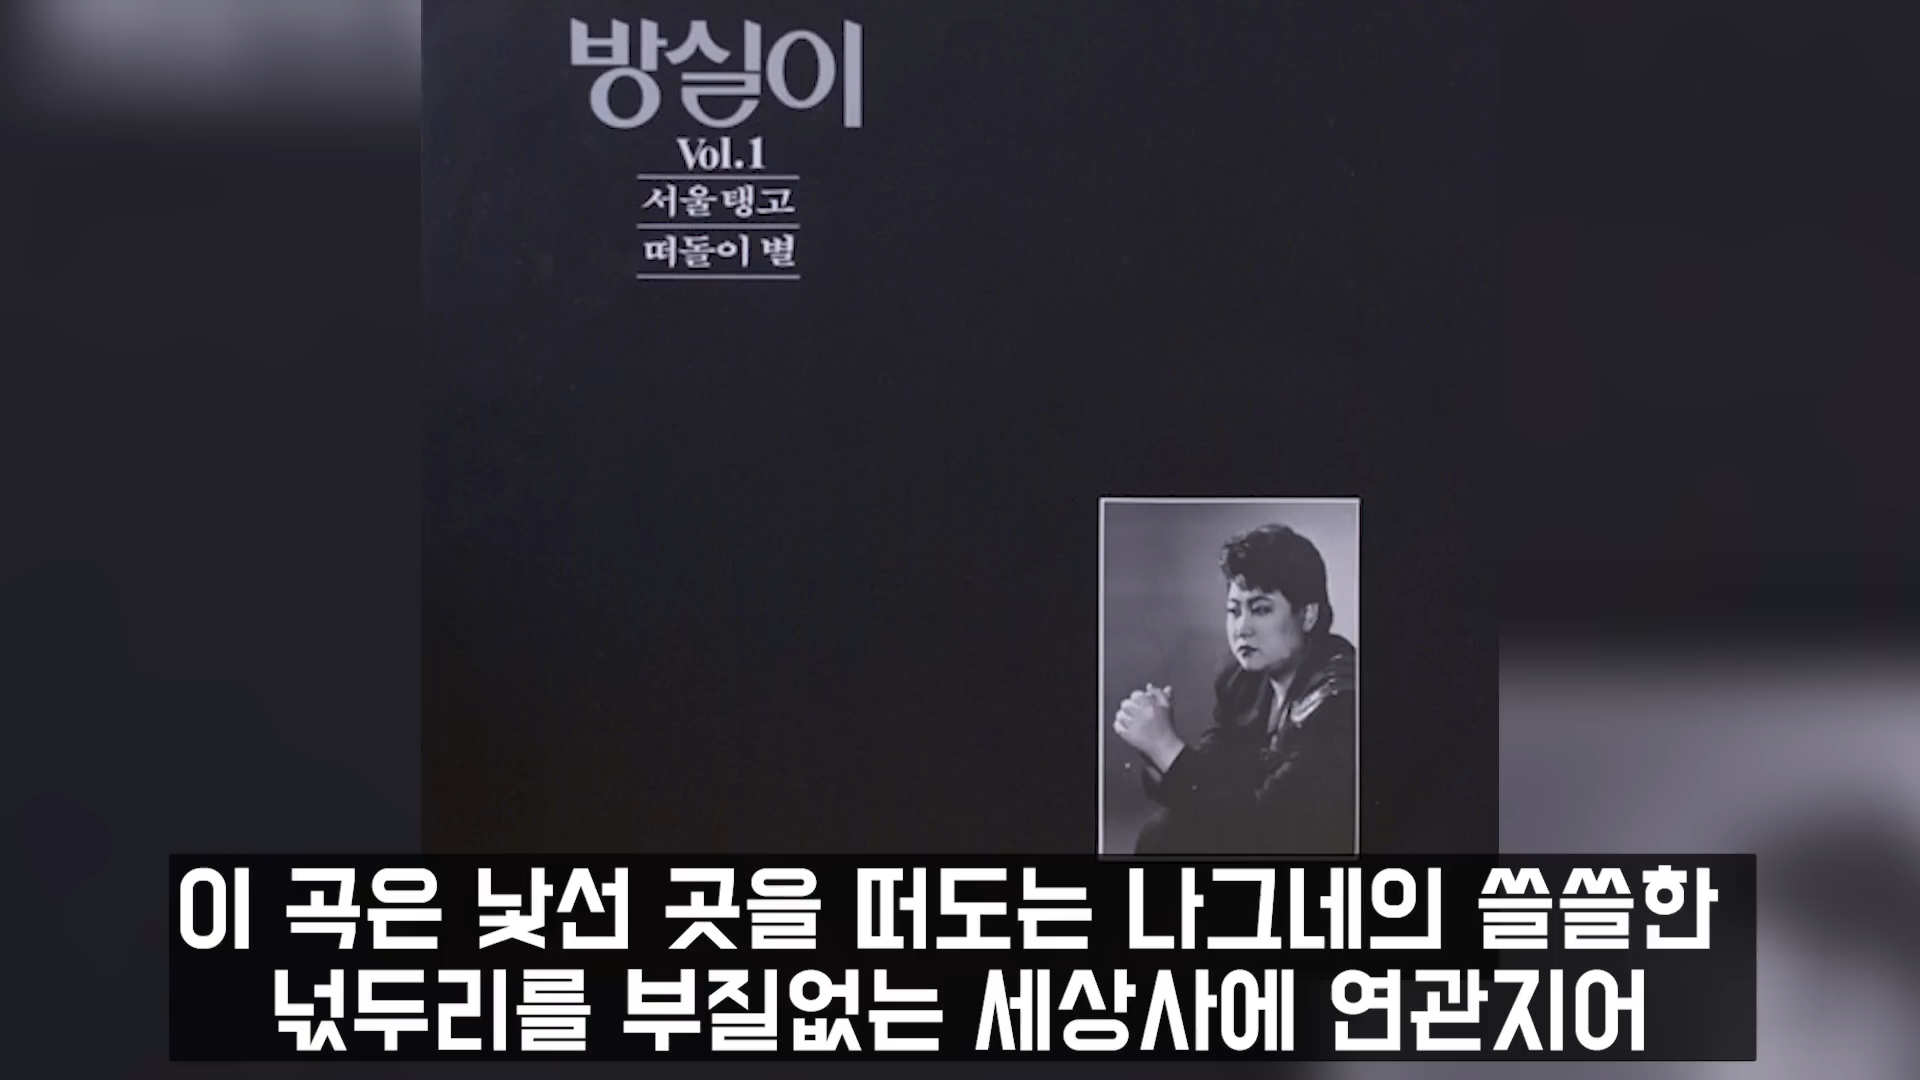 방실이
Vol.1
서울 탱고
떠돌이 별
이 곡은 낯선 곳을 떠도는 나그네의 쓸쓸한
넋두리를 부질없는 세상사에 연관지어